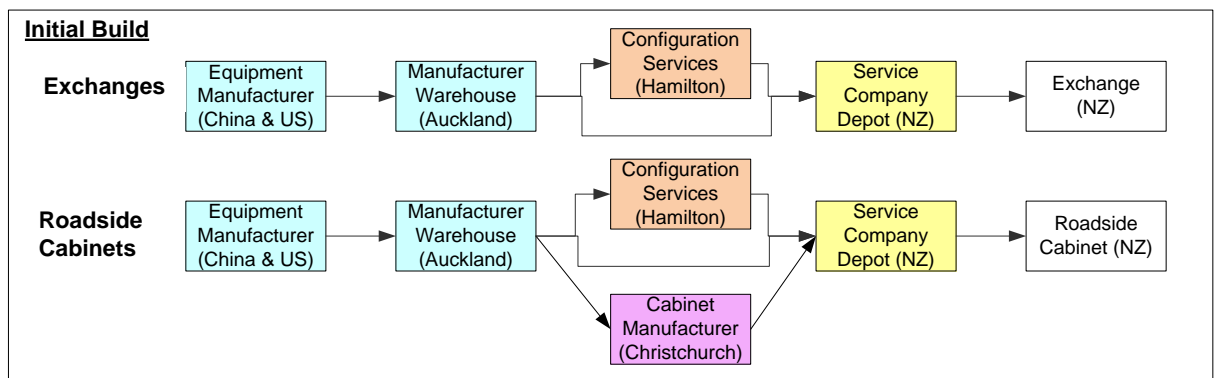 Initial Build
Exchanges
Equipment
Manufacturer
(China & US)
Manufacturer
Warehouse
(Auckland)
Configuration
Services
(Hamilton)
Service
Company
Depot (NZ)
Exchange
(NZ)
Roadside
Cabinets
Equipment
Manufacturer
(China & US)
Manufacturer
Warehouse
(Auckland)
Configuration
Services
(Hamilton)
Cabinet
Manufacturer
(Christchurch)
Service
Company
Depot (NZ)
Roadside
Cabinet (NZ)